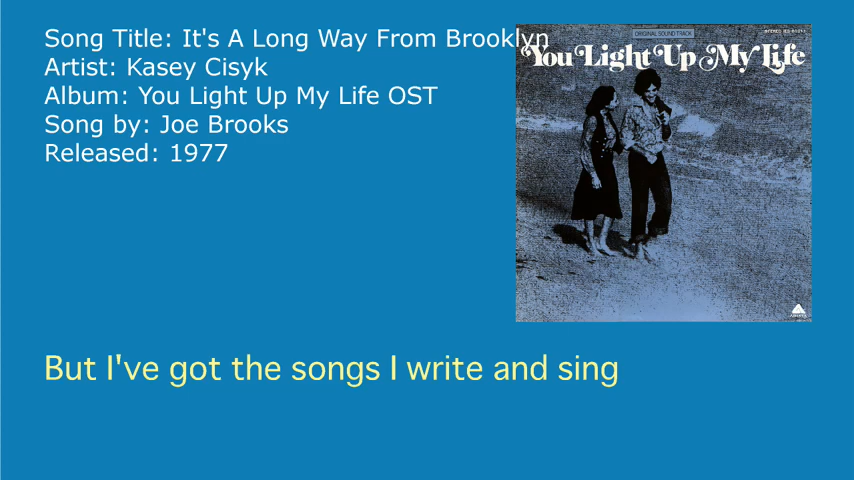 Song Title: It's A Long Way From Brooklyn
Artist: Kasey Cisyk
Album: You Light Up My Life OST
Song by: Joe Brooks
Released: 1977
ORIGINAL SOUND TRACK
You Light Up My Life
But I've got the songs I write and sing